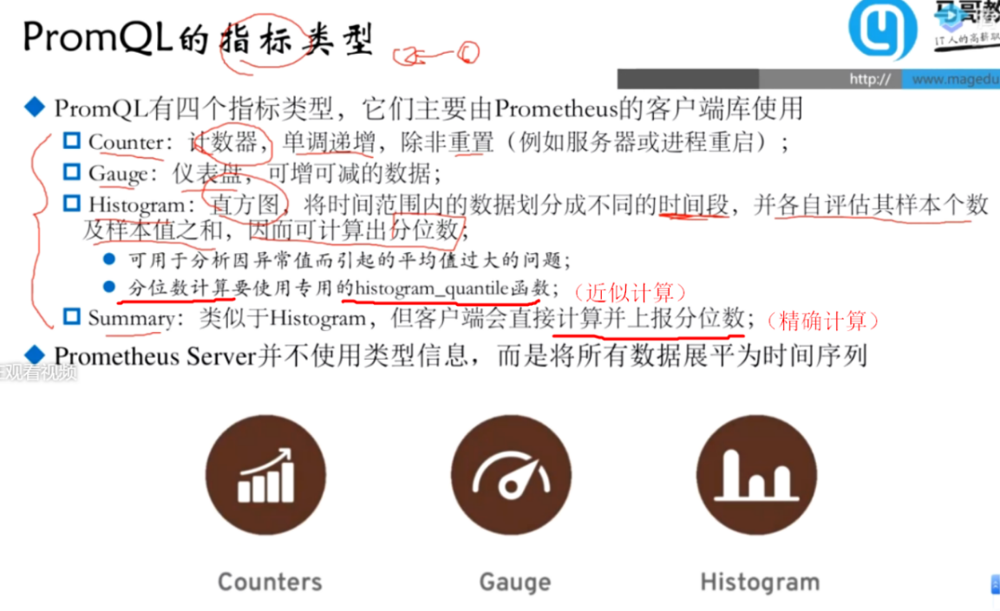 PromQL的指标类型
IT人的高薪职
http:// www.magedu
PromQL有四个指标类型，它们主要由Prometheus的客户端库使用
Counter：计数器，单调递增，除非重置（例如服务器或进程重启）；
Gauge：仪表盘，可增可减的数据；
Histogram：直方图，将时间范围内的数据划分成不同的时间段，并各自评估其样本个数
及样本值之和，因而可计算出分位数；
可用于分析因异常值而引起的平均值过大的问题；
分位数计算要使用专用的histogram_quantile函数；（近似计算）
Summary：类似于Histogram，但客户端会直接计算并上报分位数；（精确计算）
Prometheus Server并不使用类型信息，而是将所有数据展平为时间序列
观看视频
Counters Gauge Histogram